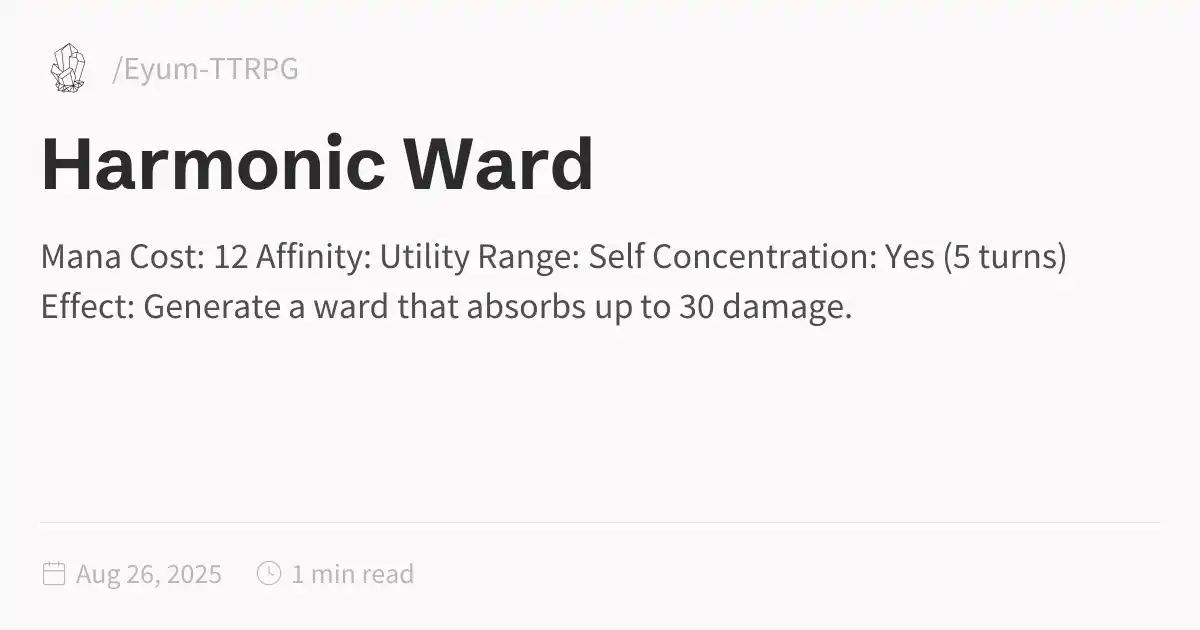 /Eyum-TTRPG
Harmonic Ward
Mana Cost: 12 Affinity: Utility Range: Self Concentration: Yes (5 turns)
Effect: Generate a ward that absorbs up to 30 damage.
Aug 26, 2025 1 min read